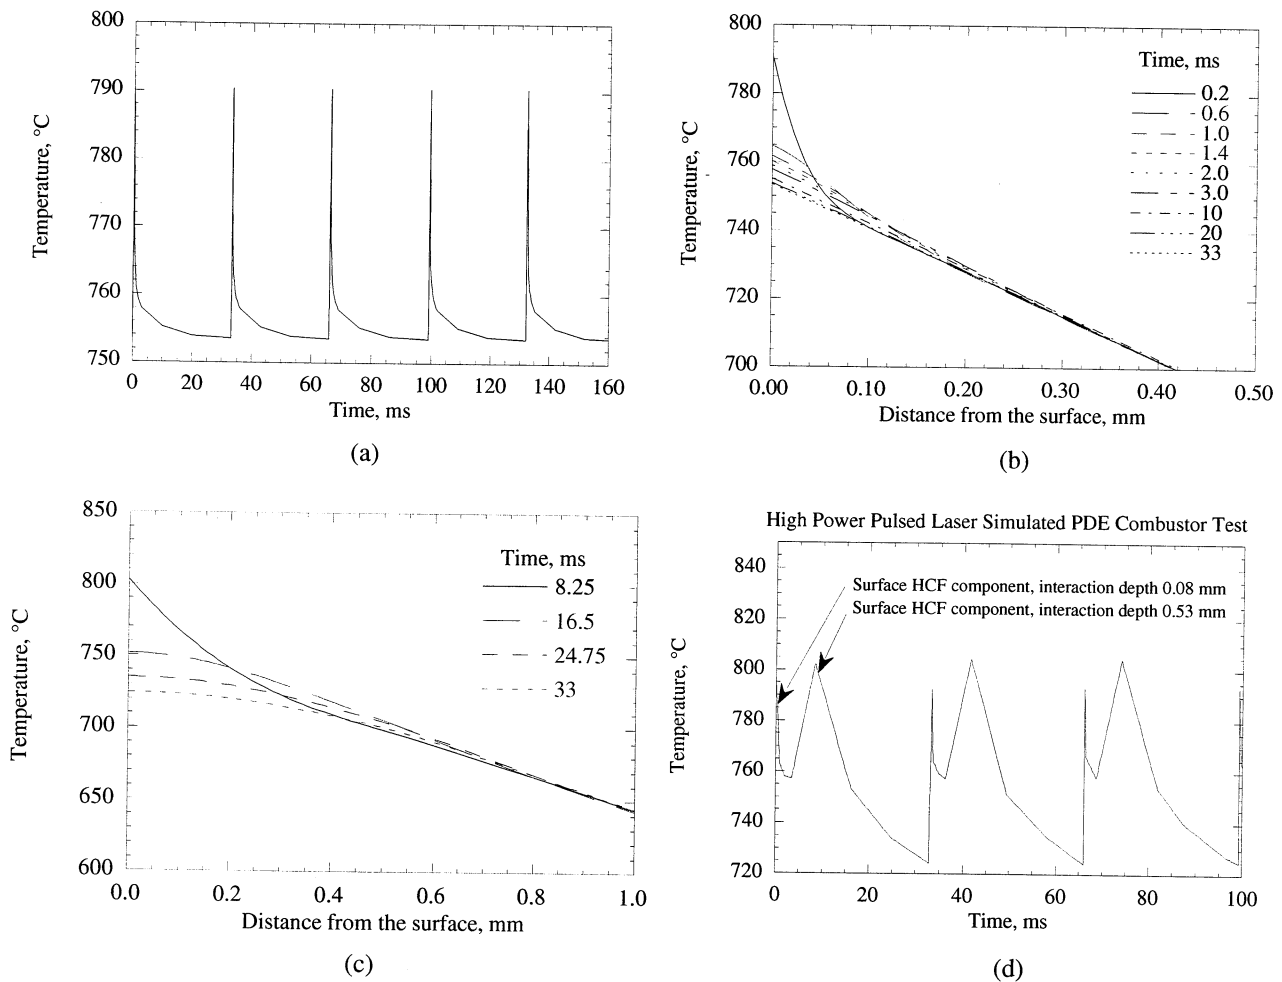 800
790
780
770
760
750
Temperature, °C
0 20 40 60 80 100 120 140 160
Time, ms
(a)
800
780
760
740
720
700
Temperature, °C
Time, ms
0.2
0.6
1.0
1.4
2.0
3.0
10
20
33
0.00 0.10 0.20 0.30 0.40 0.50
Distance from the surface, mm
(b)
850
800
750
700
650
600
Temperature, °C
Time, ms
8.25
16.5
24.75
33
0.0 0.2 0.4 0.6 0.8 1.0
Distance from the surface, mm
(c)
High Power Pulsed Laser Simulated PDE Combustor Test
840
820
800
780
760
740
720
Temperature, °C
Surface HCF component, interaction depth 0.08 mm
Surface HCF component, interaction depth 0.53 mm
0 20 40 60 80 100
Time, ms
(d)